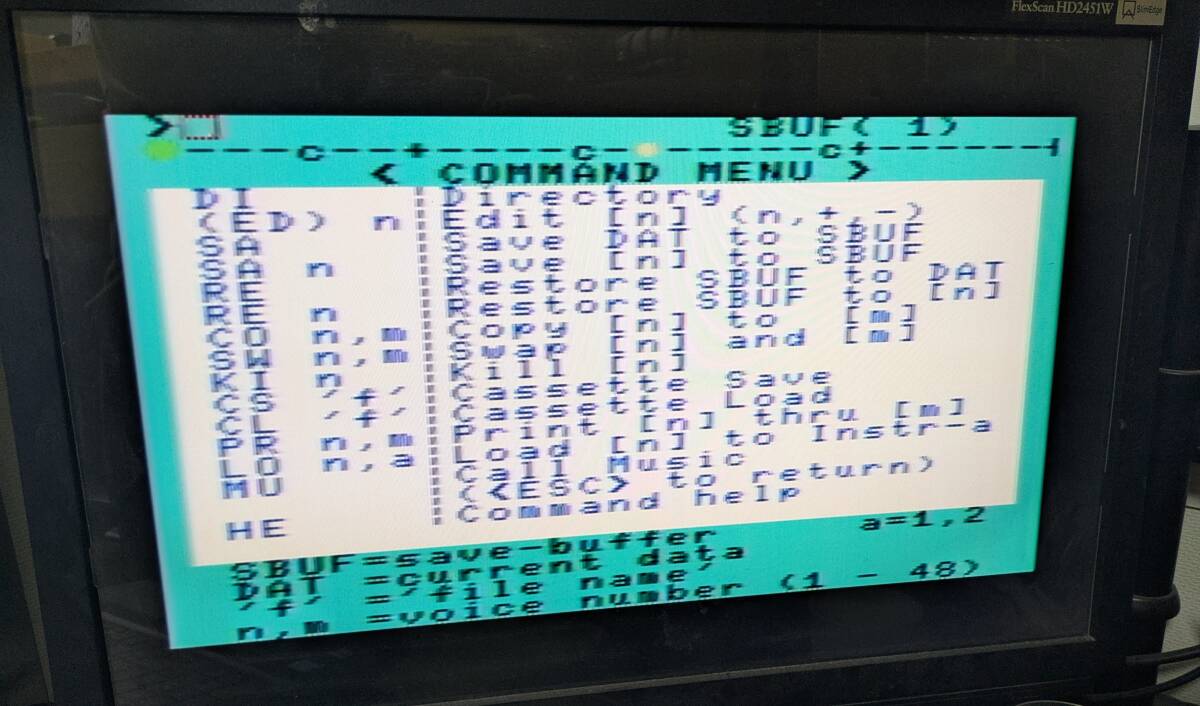 FlexScan HD2451W SlimEdge
> SBUF( 1)
----c--+-----c-------c+------
< COMMAND MENU >
DI Directory
(ED) n Edit [n] (n,+,-)
SA Save DAT to SBUF
SA n Save [n] to SBUF
RE Restore SBUF to DAT
RE n Restore SBUF to [n]
CO n,m Copy [n] to [m]
SW n,m Swap [n] and [m]
KI n Kill [n]
CS 'f' Cassette Save
CL 'f' Cassette Load
PR n,m Print [n] thru [m]
LO n,a Load [n] to Instr-a
MU Call Music
(<ESC> to return)
HE Command help
SBUF=save-buffer a=1,2
DAT =current data
'f' ='file name'
n,m =voice number (1 - 48)